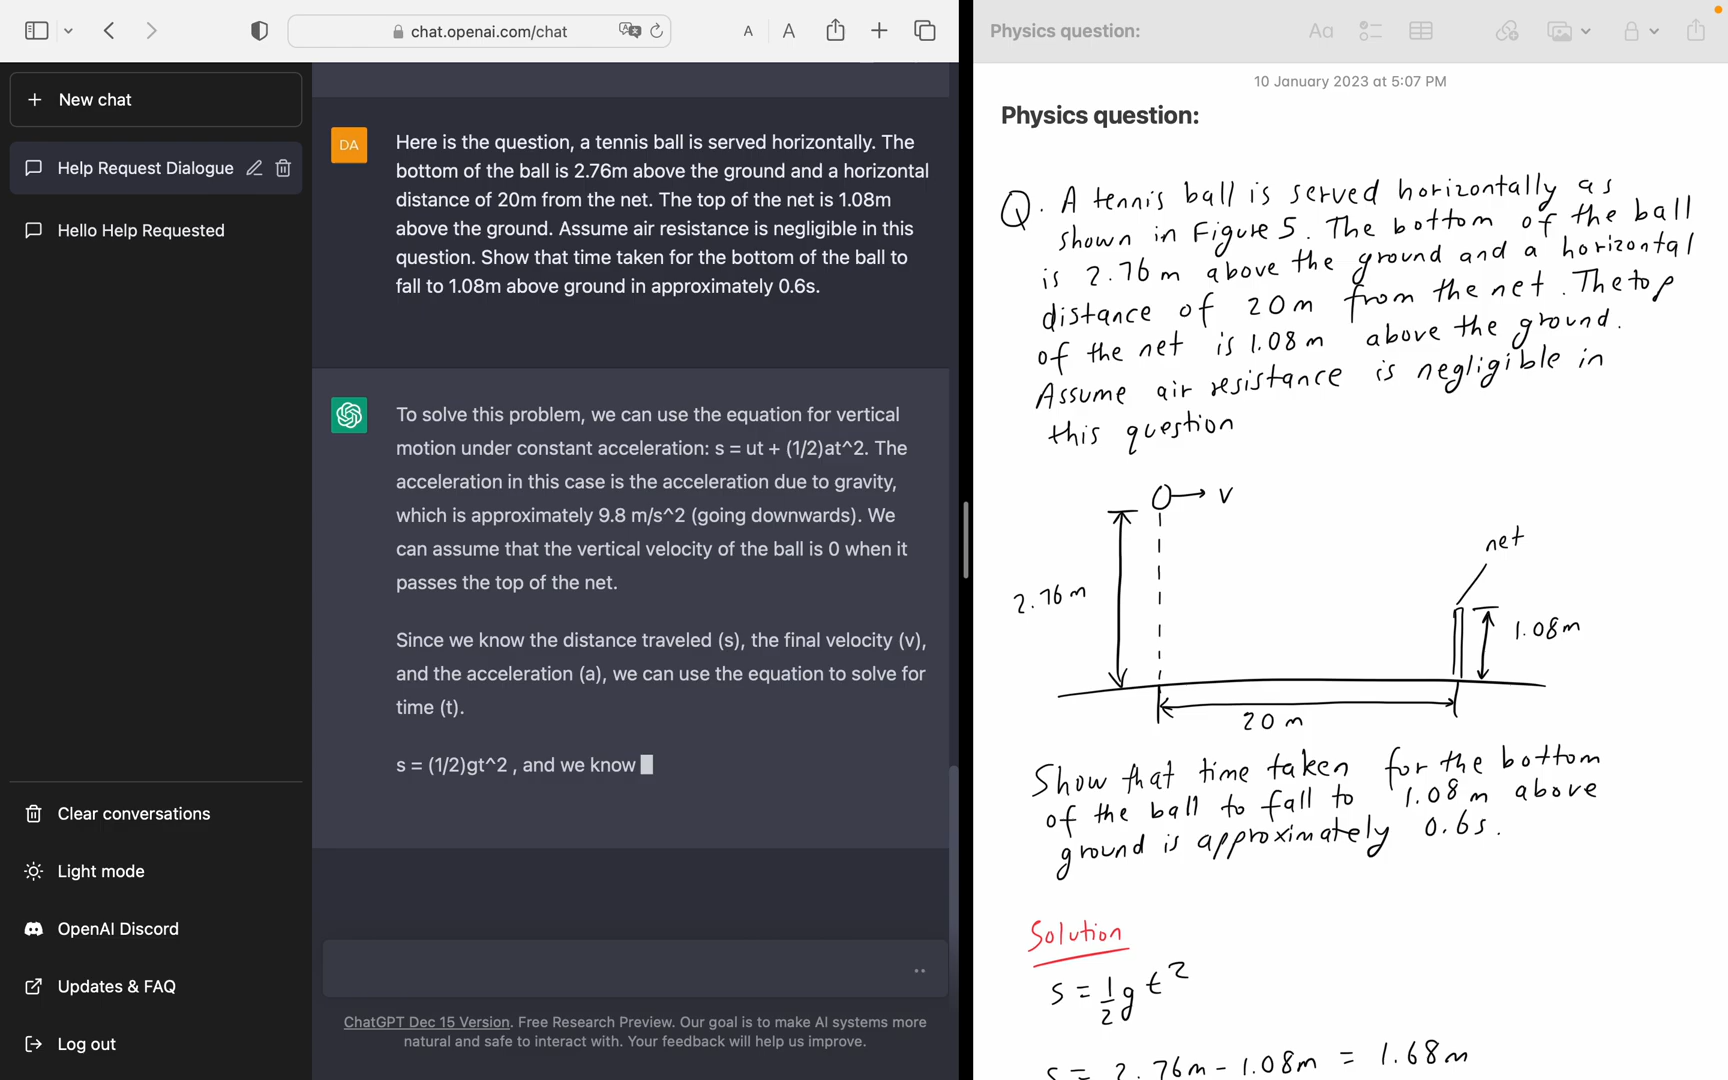 chat.openai.com/chat
A A
New chat
Help Request Dialogue
Hello Help Requested
Clear conversations
Light mode
OpenAI Discord
Updates & FAQ
Log out
DA
Here is the question, a tennis ball is served horizontally. The
bottom of the ball is 2.76m above the ground and a horizontal
distance of 20m from the net. The top of the net is 1.08m
above the ground. Assume air resistance is negligible in this
question. Show that time taken for the bottom of the ball to
fall to 1.08m above ground in approximately 0.6s.
To solve this problem, we can use the equation for vertical
motion under constant acceleration: s = ut + (1/2)at^2. The
acceleration in this case is the acceleration due to gravity,
which is approximately 9.8 m/s^2 (going downwards). We
can assume that the vertical velocity of the ball is 0 when it
passes the top of the net.
Since we know the distance traveled (s), the final velocity (v),
and the acceleration (a), we can use the equation to solve for
time (t).
s = (1/2)gt^2 , and we know
ChatGPT Dec 15 Version. Free Research Preview. Our goal is to make AI systems more
natural and safe to interact with. Your feedback will help us improve.
Physics question:
Aa
10 January 2023 at 5:07 PM
Physics question:
Q. A tennis ball is served horizontally as
shown in Figure 5. The bottom of the ball
is 2.76 m above the ground and a horizontal
distance of 20 m from the net. The top
of the net is 1.08 m above the ground.
Assume air resistance is negligible in
this question
v
net
2.76 m
1.08m
20 m
Show that time taken for the bottom
of the ball to fall to 1.08 m above
ground is approximately 0.6s.
Solution
s = 1/2 g t²
s = 2.76m - 1.08m = 1.68m